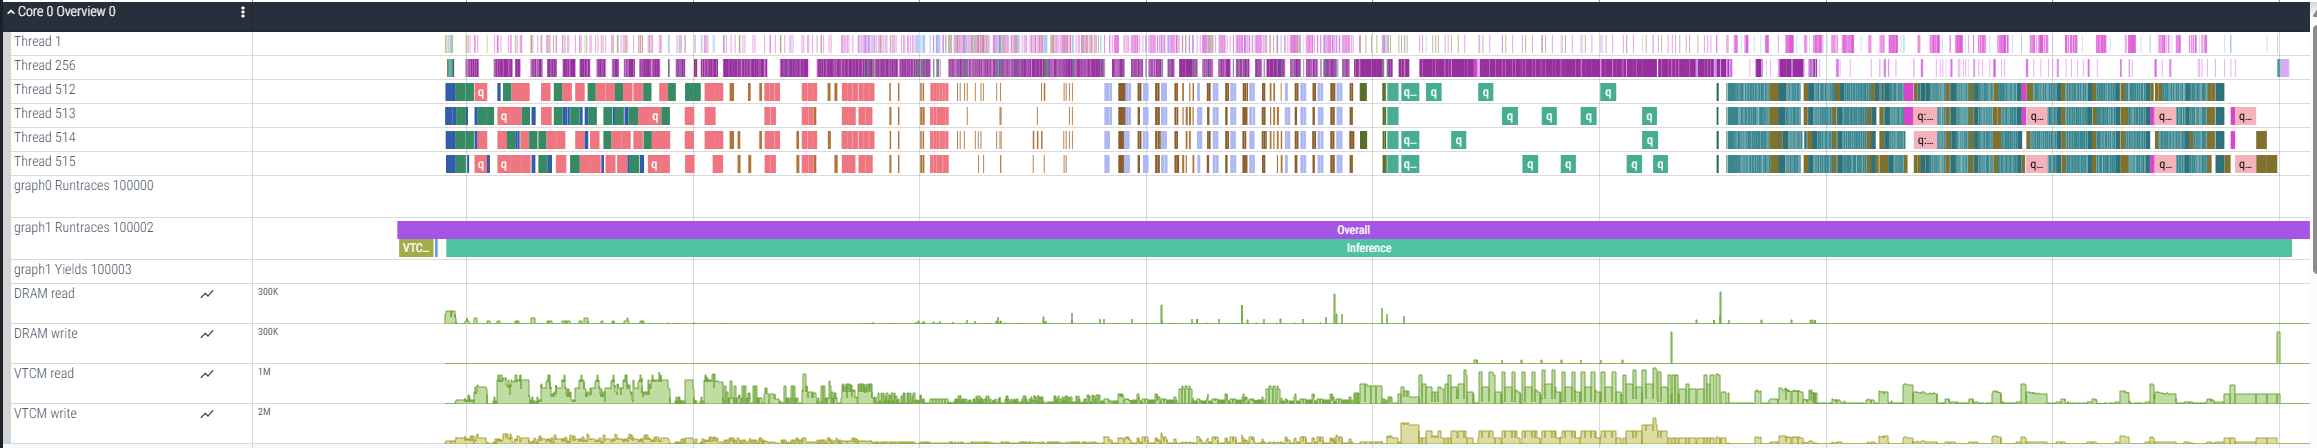 Core 0 Overview 0
Thread 1
Thread 256
Thread 512
q q... q q q
Thread 513
q q q q q q q:... q... q... q...
Thread 514
q... q q q:...
Thread 515
q q q q... q q q q q... q... q...
graph0 Runtraces 100000
graph1 Runtraces 100002
Overall
VTC...
Inference
graph1 Yields 100003
DRAM read
300K
DRAM write
300K
VTCM read
1M
VTCM write
2M